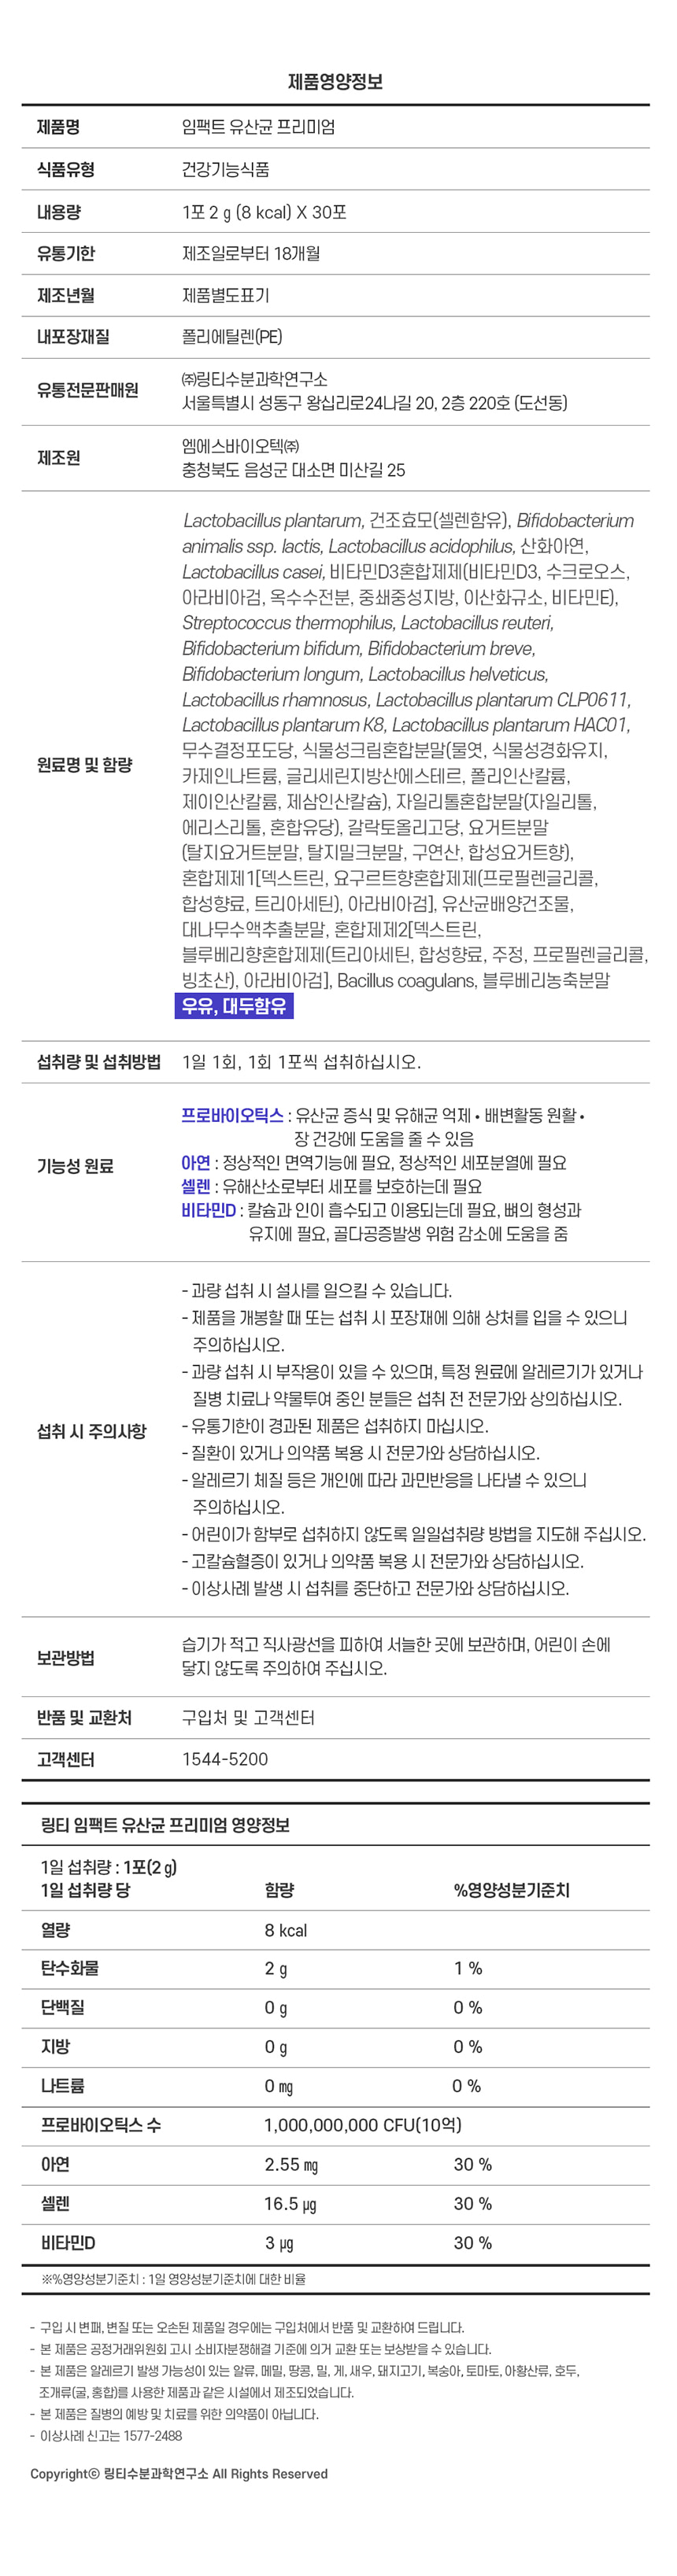 제품영양정보
제품명 임팩트 유산균 프리미엄
식품유형 건강기능식품
내용량 1포 2 g (8 kcal) X 30포
유통기한 제조일로부터 18개월
제조년월 제품별도표기
내포장재질 폴리에틸렌(PE)
유통전문판매원 ㈜링티수분과학연구소
서울특별시 성동구 왕십리로24나길 20, 2층 220호 (도선동)
제조원 엠에스바이오텍㈜
충청북도 음성군 대소면 미산길 25
원료명 및 함량
Lactobacillus plantarum, 건조효모(셀렌함유), Bifidobacterium
animalis ssp. lactis, Lactobacillus acidophilus, 산화아연,
Lactobacillus casei, 비타민D3혼합제제(비타민D3, 수크로오스,
아라비아검, 옥수수전분, 중쇄중성지방, 이산화규소, 비타민E),
Streptococcus thermophilus, Lactobacillus reuteri,
Bifidobacterium bifidum, Bifidobacterium breve,
Bifidobacterium longum, Lactobacillus helveticus,
Lactobacillus rhamnosus, Lactobacillus plantarum CLP0611,
Lactobacillus plantarum K8, Lactobacillus plantarum HAC01,
무수결정포도당, 식물성크림혼합분말(물엿, 식물성경화유지,
카제인나트륨, 글리세린지방산에스테르, 폴리인산칼륨,
제이인산칼륨, 제삼인산칼슘), 자일리톨혼합분말(자일리톨,
에리스리톨, 혼합유당), 갈락토올리고당, 요거트분말
(탈지요거트분말, 탈지밀크분말, 구연산, 합성요거트향),
혼합제제1[덱스트린, 요구르트향혼합제제(프로필렌글리콜,
합성향료, 트리아세틴), 아라비아검], 유산균배양건조물,
대나무수액추출분말, 혼합제제2[덱스트린,
블루베리향혼합제제(트리아세틴, 합성향료, 주정, 프로필렌글리콜,
빙초산), 아라비아검], Bacillus coagulans, 블루베리농축분말
우유, 대두함유
섭취량 및 섭취방법 1일 1회, 1회 1포씩 섭취하십시오.
기능성 원료
프로바이오틱스 : 유산균 증식 및 유해균 억제 • 배변활동 원활 •
장 건강에 도움을 줄 수 있음
아연 : 정상적인 면역기능에 필요, 정상적인 세포분열에 필요
셀렌 : 유해산소로부터 세포를 보호하는데 필요
비타민D : 칼슘과 인이 흡수되고 이용되는데 필요, 뼈의 형성과
유지에 필요, 골다공증발생 위험 감소에 도움을 줌
섭취 시 주의사항
- 과량 섭취 시 설사를 일으킬 수 있습니다.
- 제품을 개봉할 때 또는 섭취 시 포장재에 의해 상처를 입을 수 있으니
주의하십시오.
- 과량 섭취 시 부작용이 있을 수 있으며, 특정 원료에 알레르기가 있거나
질병 치료나 약물투여 중인 분들은 섭취 전 전문가와 상의하십시오.
- 유통기한이 경과된 제품은 섭취하지 마십시오.
- 질환이 있거나 의약품 복용 시 전문가와 상담하십시오.
- 알레르기 체질 등은 개인에 따라 과민반응을 나타낼 수 있으니
주의하십시오.
- 어린이가 함부로 섭취하지 않도록 일일섭취량 방법을 지도해 주십시오.
- 고칼슘혈증이 있거나 의약품 복용 시 전문가와 상담하십시오.
- 이상사례 발생 시 섭취를 중단하고 전문가와 상담하십시오.
보관방법 습기가 적고 직사광선을 피하여 서늘한 곳에 보관하며, 어린이 손에
닿지 않도록 주의하여 주십시오.
반품 및 교환처 구입처 및 고객센터
고객센터 1544-5200
링티 임팩트 유산균 프리미엄 영양정보
1일 섭취량 : 1포(2 g)
1일 섭취량 당 함량 %영양성분기준치
열량 8 kcal
탄수화물 2 g 1 %
단백질 0 g 0 %
지방 0 g 0 %
나트륨 0 mg 0 %
프로바이오틱스 수 1,000,000,000 CFU(10억)
아연 2.55 mg 30 %
셀렌 16.5 μg 30 %
비타민D 3 μg 30 %
※%영양성분기준치 : 1일 영양성분기준치에 대한 비율
- 구입 시 변패, 변질 또는 오손된 제품일 경우에는 구입처에서 반품 및 교환하여 드립니다.
- 본 제품은 공정거래위원회 고시 소비자분쟁해결 기준에 의거 교환 또는 보상받을 수 있습니다.
- 본 제품은 알레르기 발생 가능성이 있는 알류, 메밀, 땅콩, 밀, 게, 새우, 돼지고기, 복숭아, 토마토, 아황산류, 호두,
조개류(굴, 홍합)를 사용한 제품과 같은 시설에서 제조되었습니다.
- 본 제품은 질병의 예방 및 치료를 위한 의약품이 아닙니다.
- 이상사례 신고는 1577-2488
Copyrightⓒ 링티수분과학연구소 All Rights Reserved